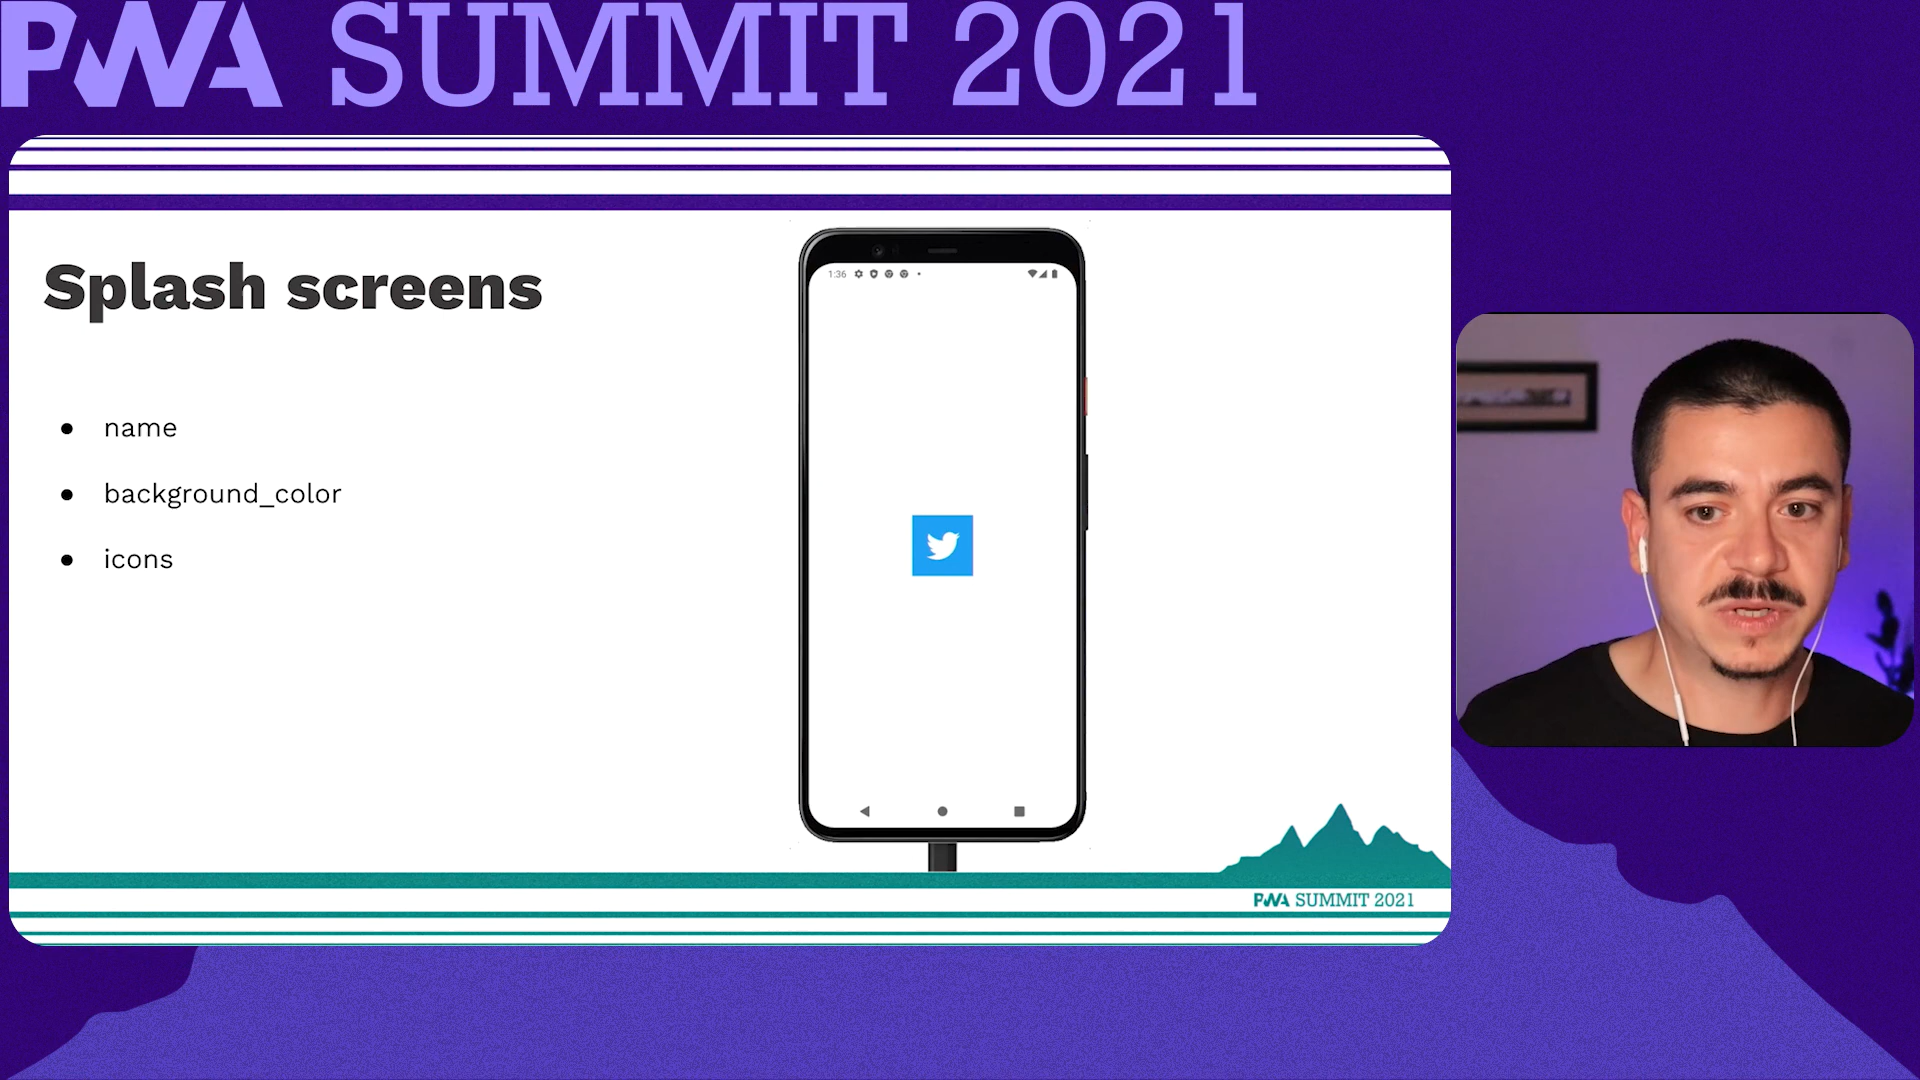 PWA SUMMIT 2021
Splash screens
● name
● background_color
● icons
1:36
PWA SUMMIT 2021